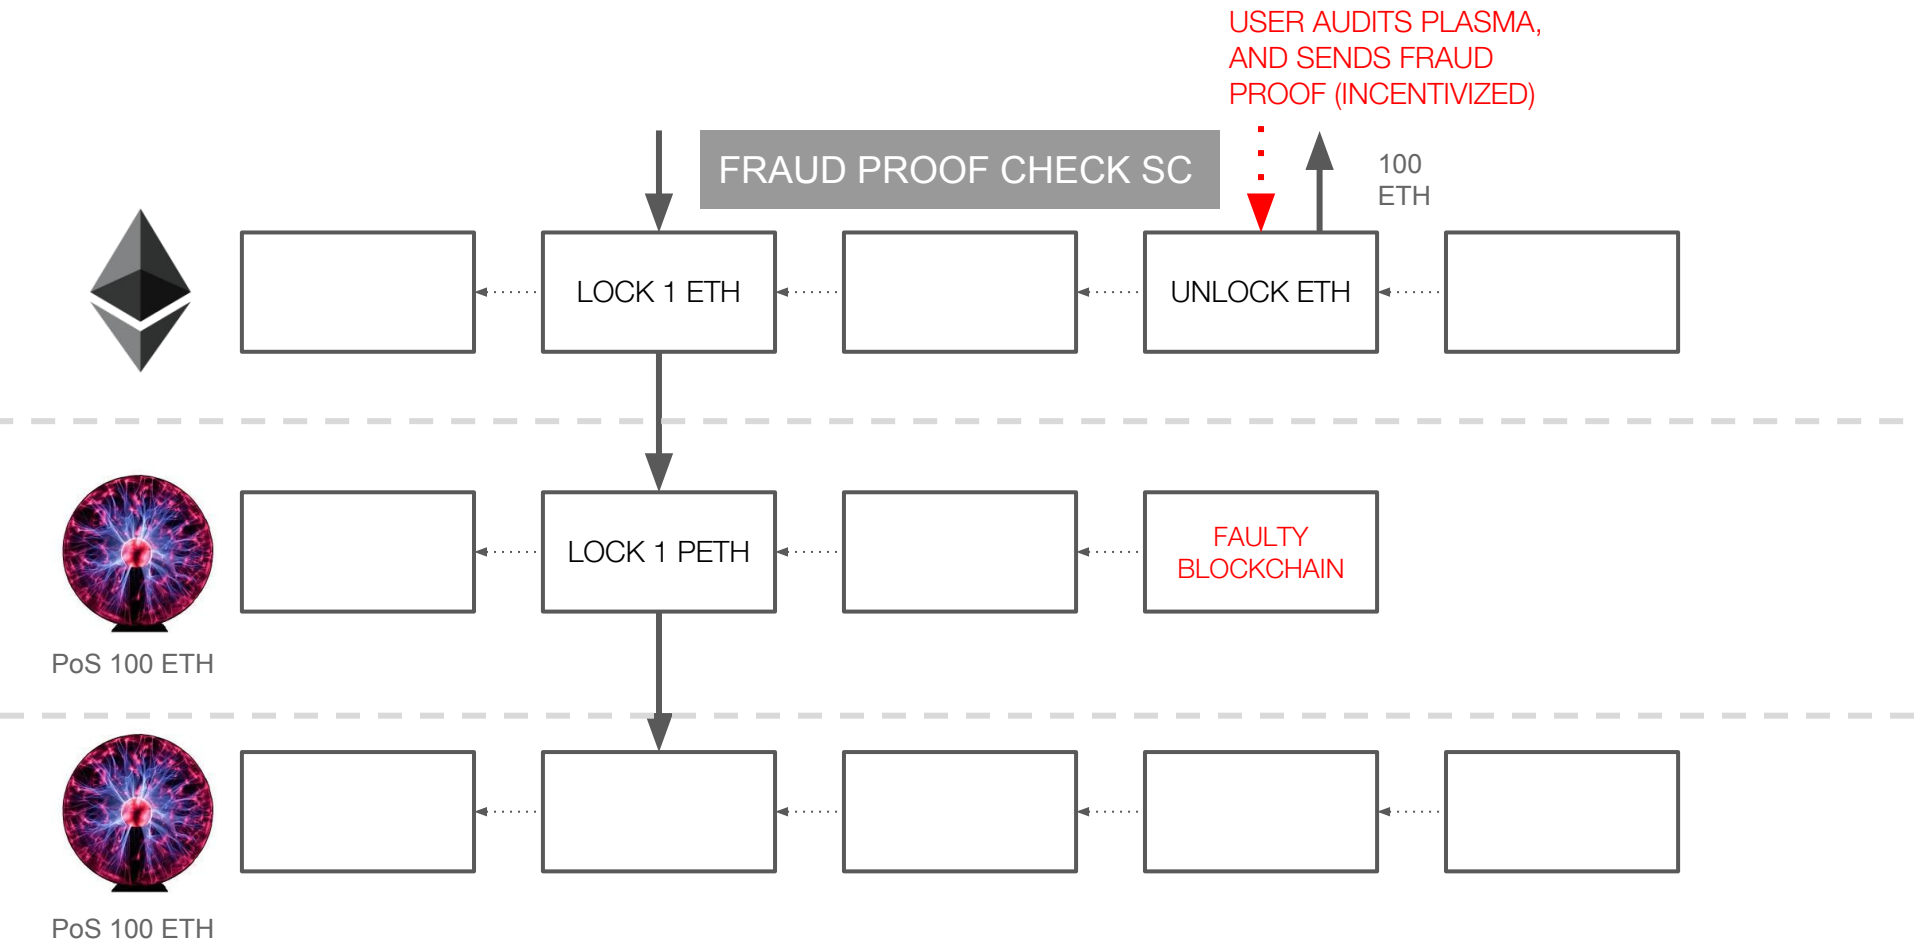 USER AUDITS PLASMA,
AND SENDS FRAUD
PROOF (INCENTIVIZED)
FRAUD PROOF CHECK SC
100
ETH
LOCK 1 ETH
UNLOCK ETH
LOCK 1 PETH
FAULTY
BLOCKCHAIN
PoS 100 ETH
PoS 100 ETH